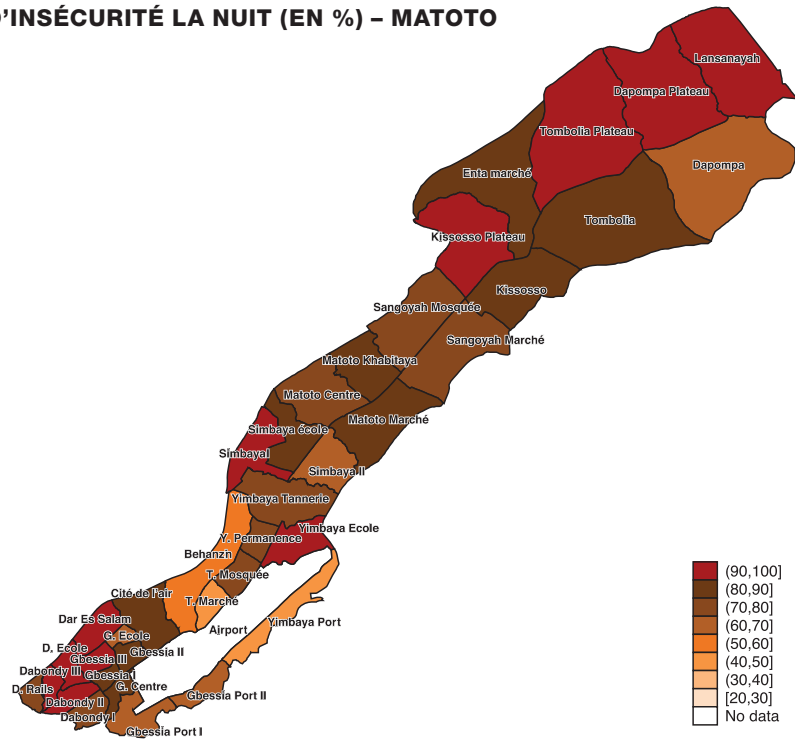 D'INSÉCURITÉ LA NUIT (EN %) – MATOTO
Lansanayah
Dapompa Plateau
Tombolia Plateau
Dapompa
Enta marché
Tombolia
Kissosso Plateau
Kissosso
Sangoyah Mosquée
Sangoyah Marché
Matoto Khabitaya
Matoto Centre
Matoto Marché
Simbaya école
SimbayaI
Simbaya II
Yimbaya Tannerie
Yimbaya Ecole
Y. Permanence
Behanzin
T. Mosquée
Cité de l'air
T. Marché
Dar Es Salam
Yimbaya Port
Airport
G. Ecole
D. Ecole
Gbessia II
Gbessia III
Dabondy III
Gbessia I
G. Centre
D. Rails
Gbessia Port II
Dabondy II
Dabondy I
Gbessia Port I
(90,100]
(80,90]
(70,80]
(60,70]
(50,60]
(40,50]
(30,40]
[20,30]
No data